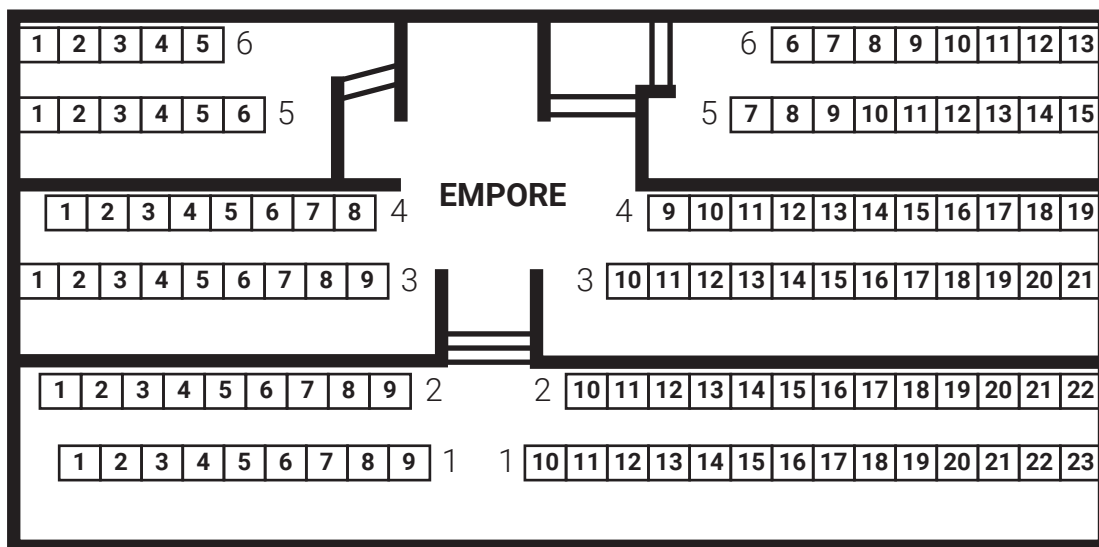 1 2 3 4 5 6 6 6 7 8 9 10 11 12 13
1 2 3 4 5 6 5 5 7 8 9 10 11 12 13 14 15
EMPORE
1 2 3 4 5 6 7 8 4 4 9 10 11 12 13 14 15 16 17 18 19
1 2 3 4 5 6 7 8 9 3 3 10 11 12 13 14 15 16 17 18 19 20 21
1 2 3 4 5 6 7 8 9 2 2 10 11 12 13 14 15 16 17 18 19 20 21 22
1 2 3 4 5 6 7 8 9 1 1 10 11 12 13 14 15 16 17 18 19 20 21 22 23